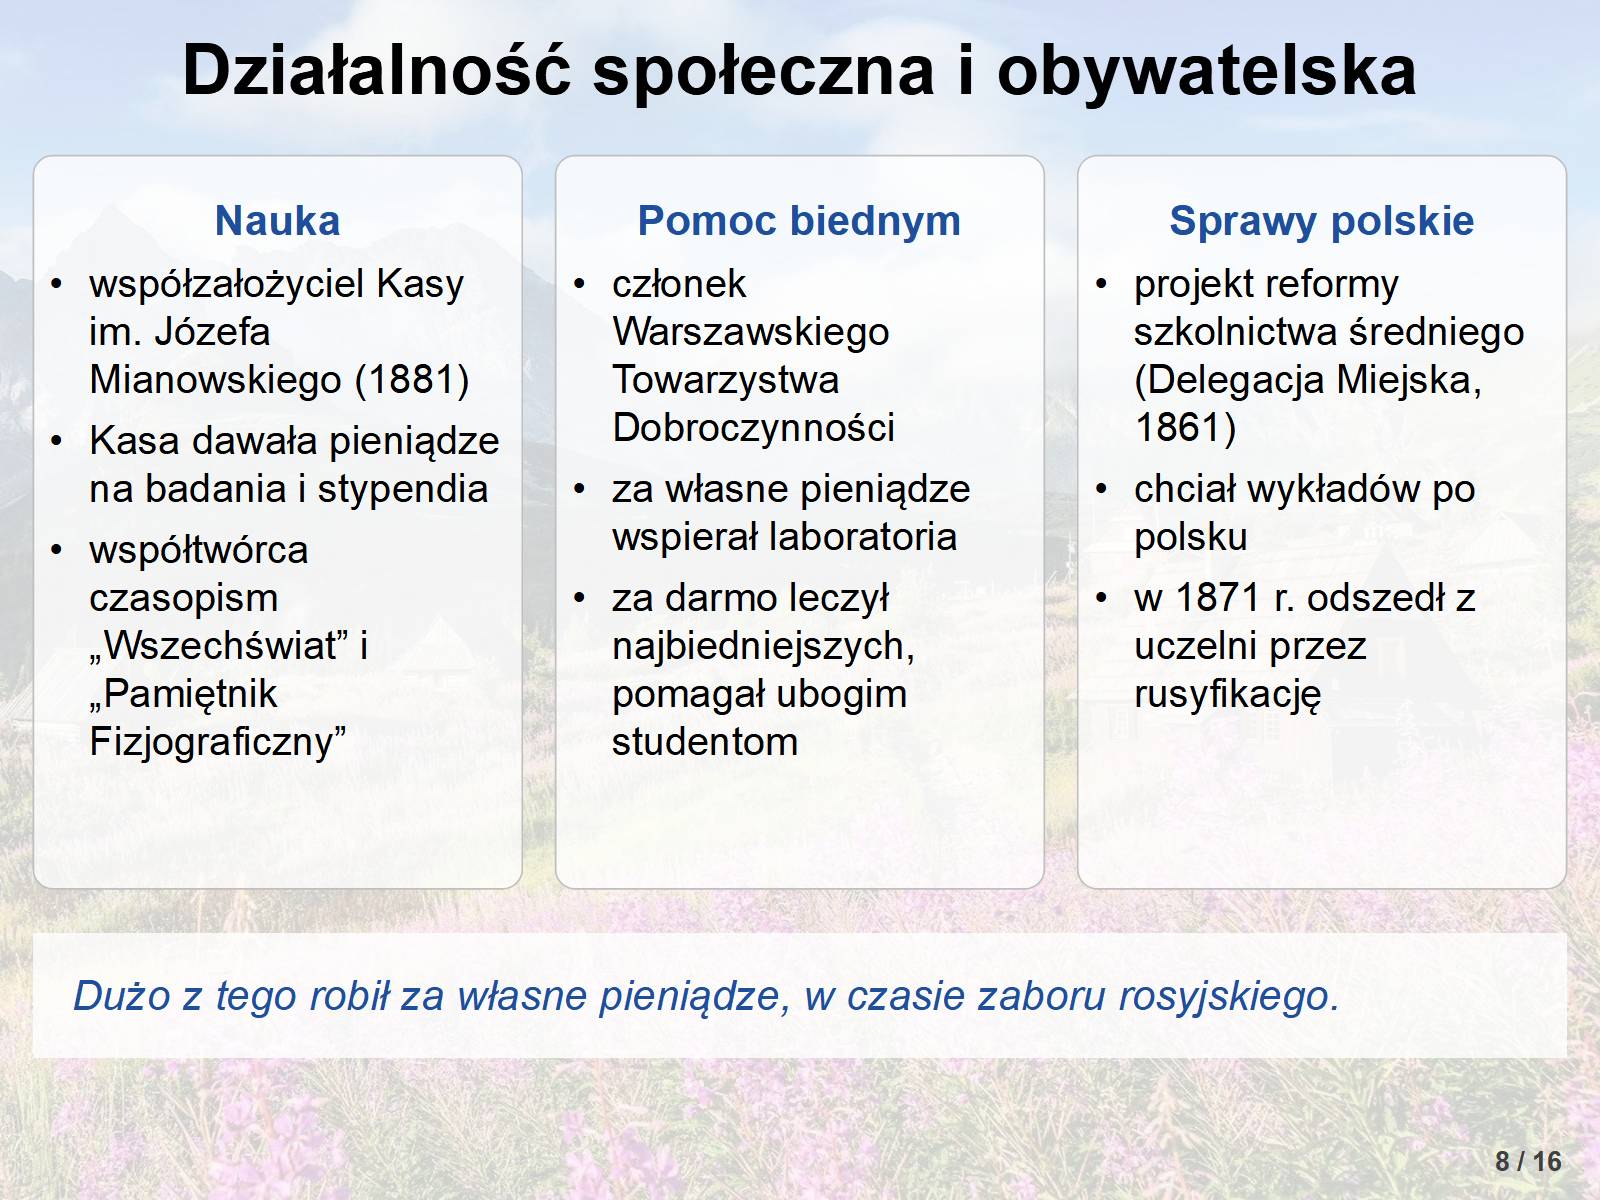 Działalność społeczna i obywatelska
Nauka
• współzałożyciel Kasy
im. Józefa
Mianowskiego (1881)
• Kasa dawała pieniądze
na badania i stypendia
• współtwórca
czasopism
„Wszechświat” i
„Pamiętnik
Fizjograficzny”
Pomoc biednym
• członek
Warszawskiego
Towarzystwa
Dobroczynności
• za własne pieniądze
wspierał laboratoria
• za darmo leczył
najbiedniejszych,
pomagał ubogim
studentom
Sprawy polskie
• projekt reformy
szkolnictwa średniego
(Delegacja Miejska,
1861)
• chciał wykładów po
polsku
• w 1871 r. odszedł z
uczelni przez
rusyfikację
Dużo z tego robił za własne pieniądze, w czasie zaboru rosyjskiego.
8 / 16